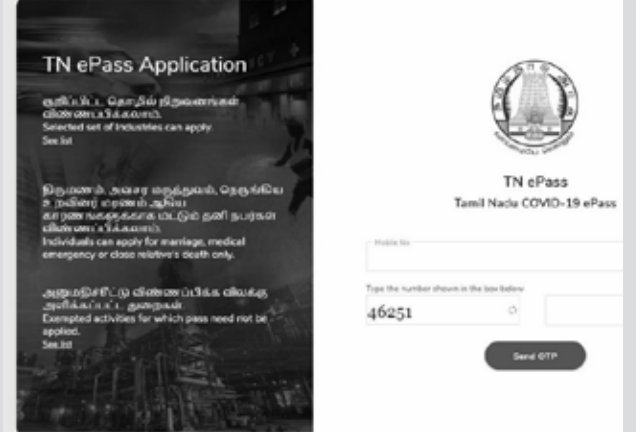 TN ePass Application
குறிப்பிட்ட தொழில் நிறுவனங்கள்
விண்ணப்பிக்கலாம்.
Selected set of Industries can apply.
See list
திருமணம், அவசர மருத்துவம், நெருங்கிய
உறவினர் மரணம் ஆகிய
காரணங்களுக்காக மட்டும் தனி நபர்கள்
விண்ணப்பிக்கலாம்.
Individuals can apply for marriage, medical
emergency or close relative's death only.
அனுமதிச்சீட்டு விண்ணப்பிக்க விலக்கு
அளிக்கப்பட்ட துறைகள்
Exempted activities for which pass need not be
applied.
See list
TN ePass
Tamil Nadu COVID-19 ePass
Mobile No
Type the number shown in the box below
46251
Send OTP